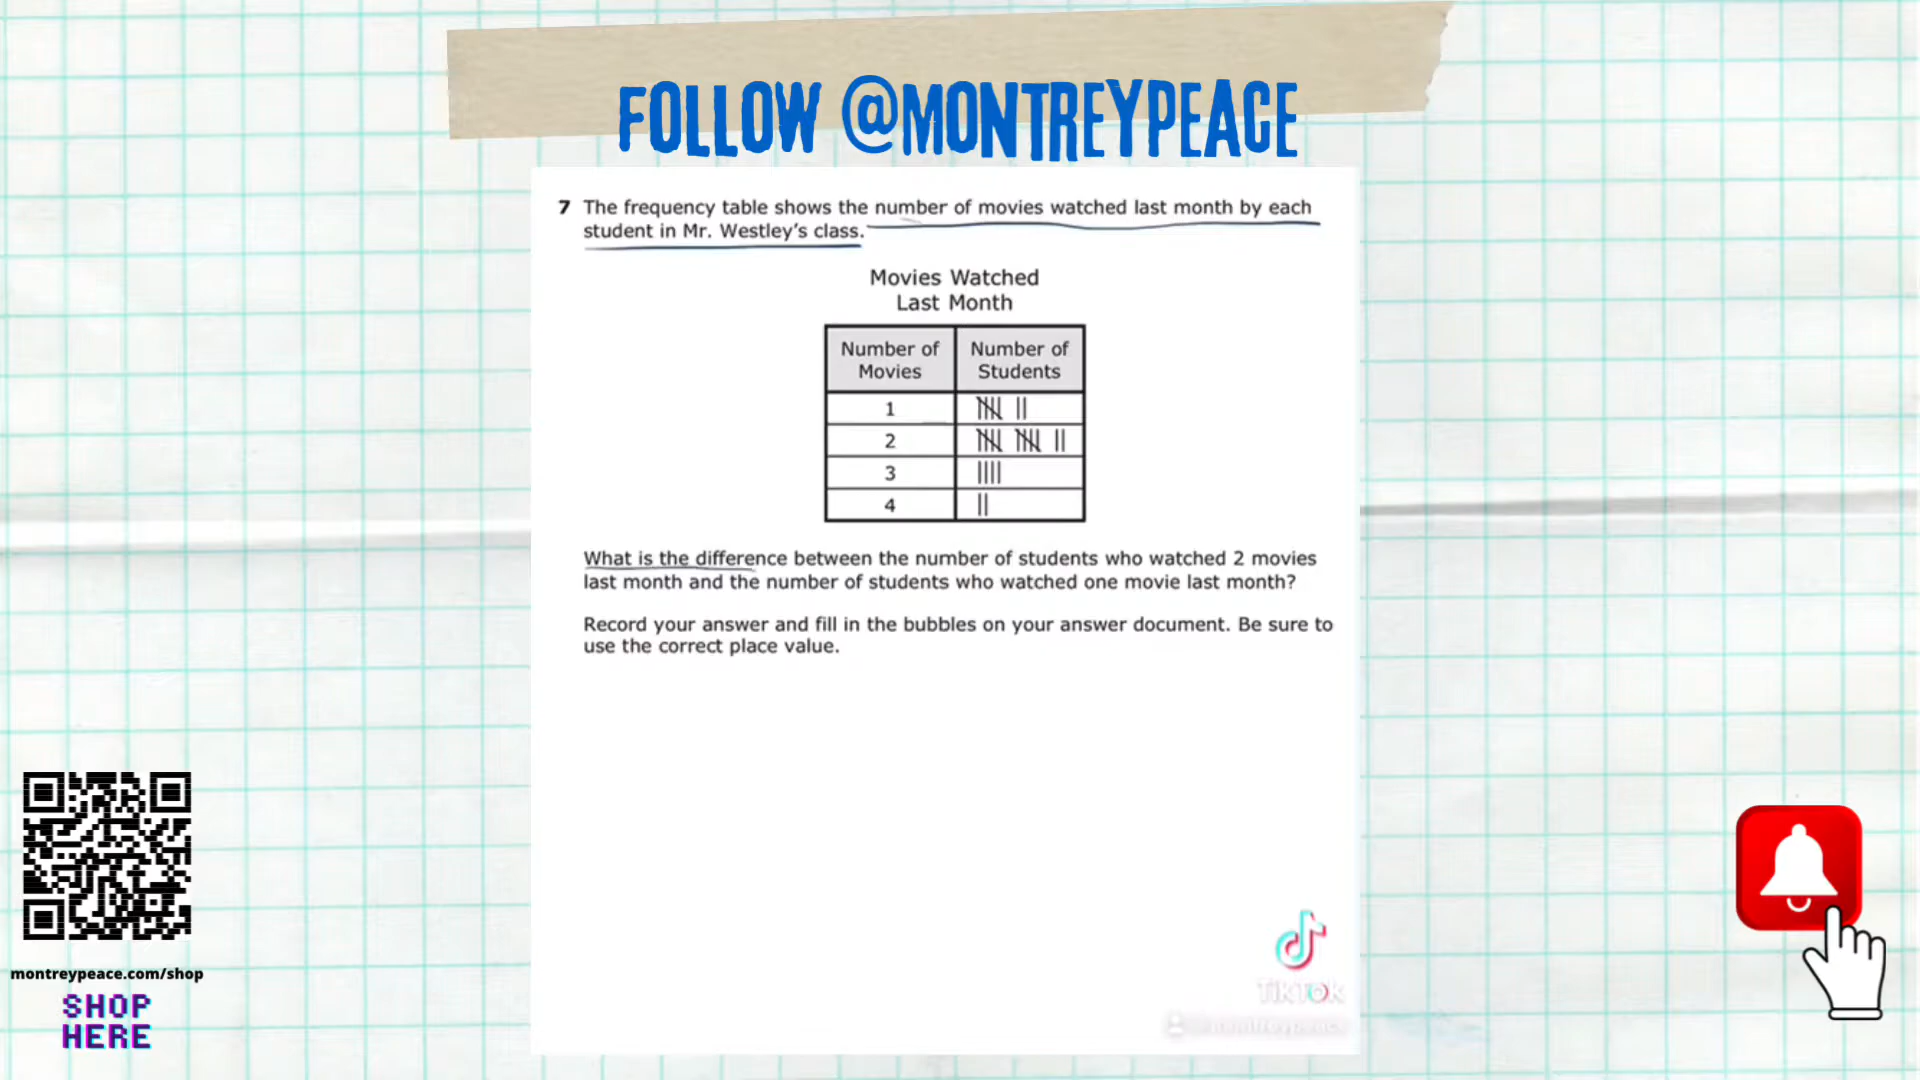 FOLLOW @MONTREYPEACE
7 The frequency table shows the number of movies watched last month by each
student in Mr. Westley's class.
Movies Watched
Last Month
Number of Movies Number of Students
1
2
3
4
What is the difference between the number of students who watched 2 movies
last month and the number of students who watched one movie last month?
Record your answer and fill in the bubbles on your answer document. Be sure to
use the correct place value.
montreypeace.com/shop
SHOP
HERE
TikTok